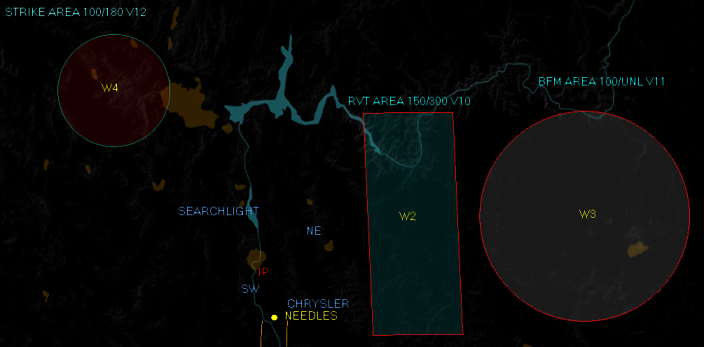 STRIKE AREA 100/180 V12
BFM AREA 100/UNL V11
W4
RVT AREA 150/300 V10
SEARCHLIGHT
W2
W3
NE
IP
SW
CHRYSLER
NEEDLES